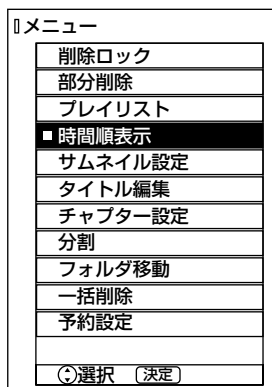 メニュー
削除ロック
部分削除
プレイリスト
時間順表示
サムネイル設定
タイトル編集
チャプター設定
分割
フォルダ移動
一括削除
予約設定
選択 決定